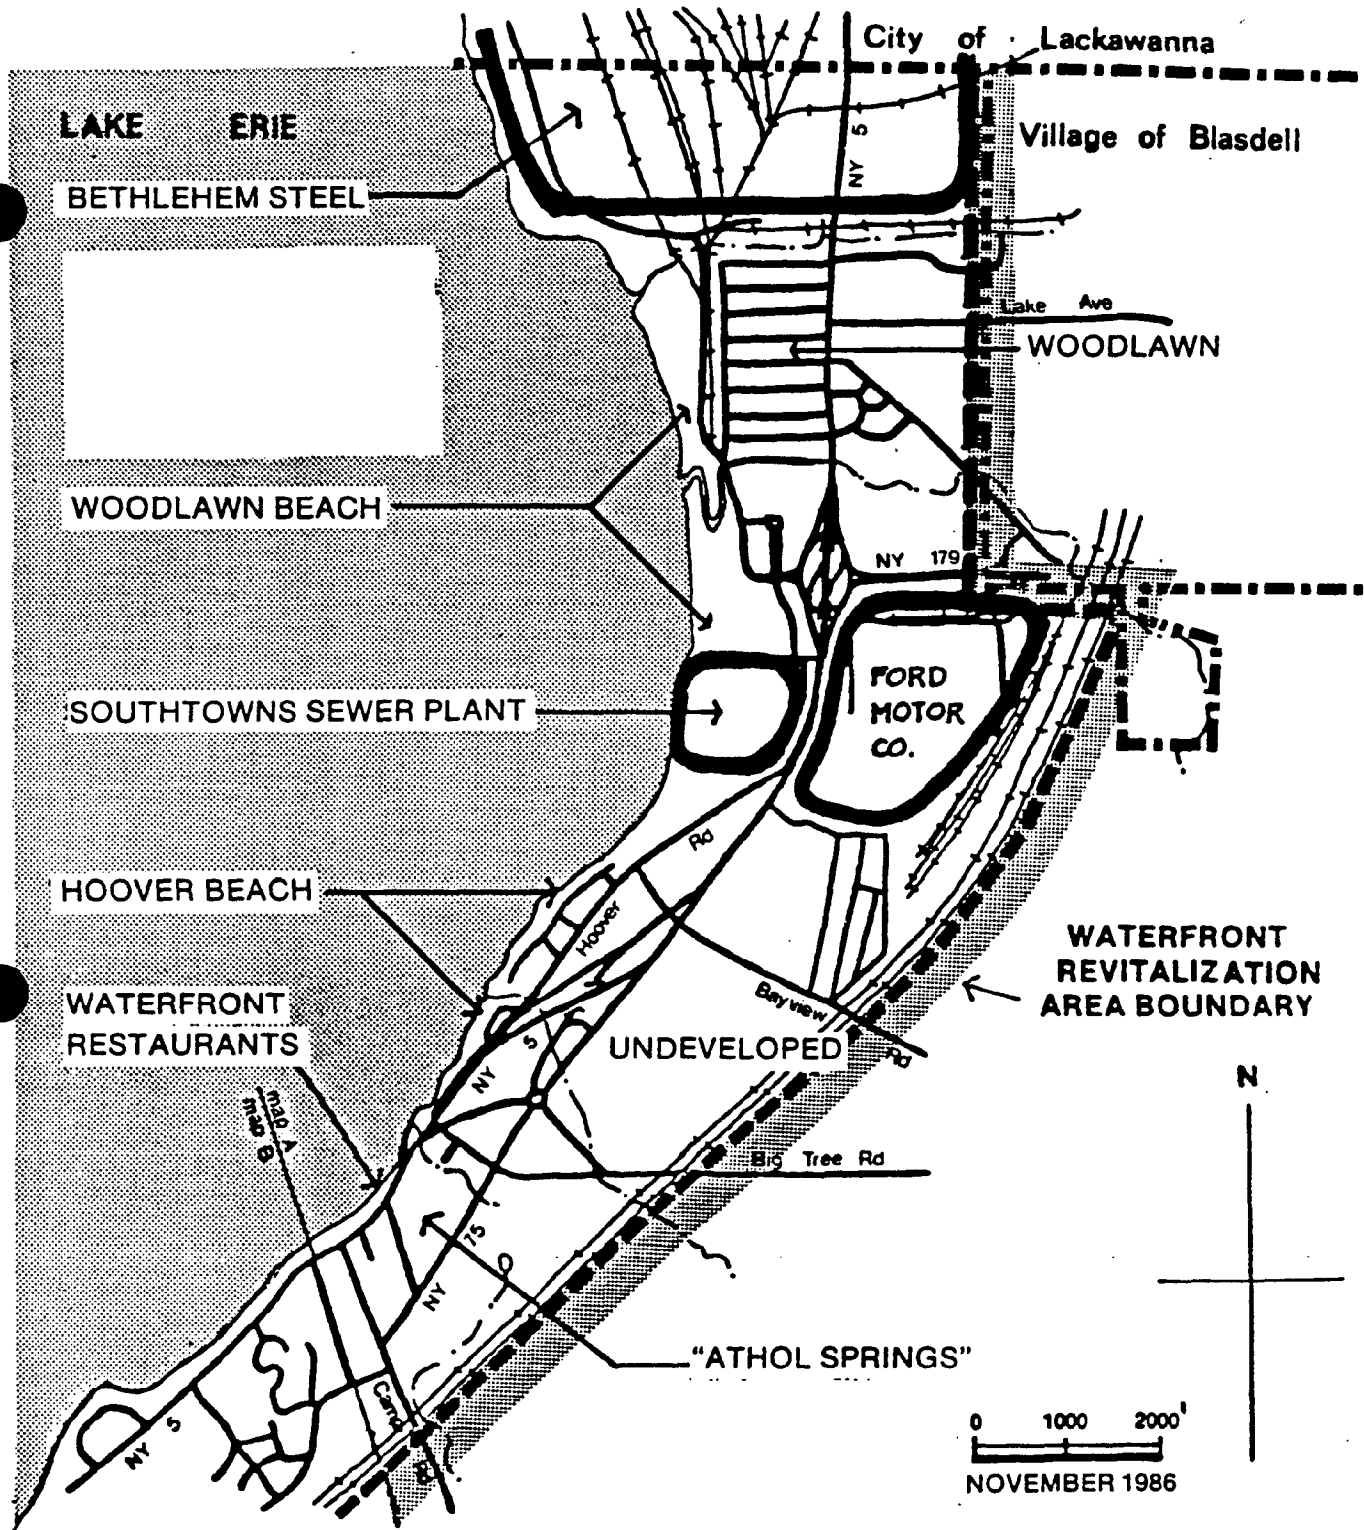 City of Lackawanna
LAKE ERIE
Village of Blasdell
NY 5
BETHLEHEM STEEL
Lake Ave
WOODLAWN
WOODLAWN BEACH
NY 179
FORD
MOTOR
CO.
SOUTHTOWNS SEWER PLANT
Rd
HOOVER BEACH
Hoover
WATERFRONT
REVITALIZATION
AREA BOUNDARY
WATERFRONT
RESTAURANTS
Bayview
Rd
UNDEVELOPED
NY 5
N
map A
map B
Big Tree Rd
NY 75
"ATHOL SPRINGS"
Camp
Rd
NY 5
0 1000 2000'
NOVEMBER 1986